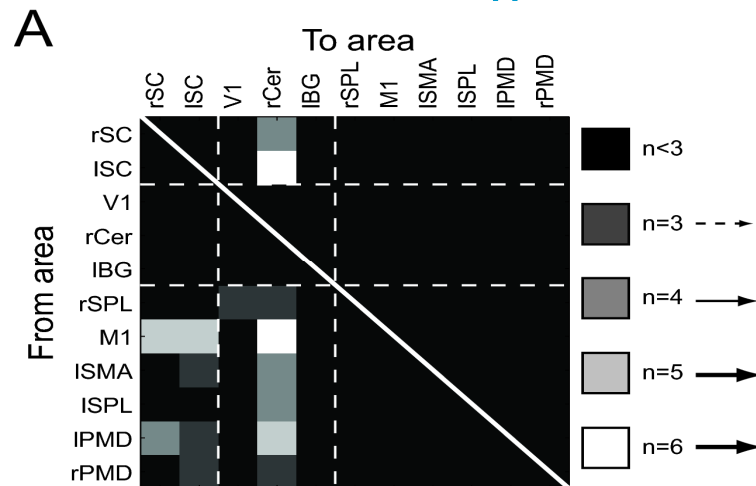 A
To area
rSC lSC V1 rCer lBG rSPL M1 lSMA lSPL lPMD rPMD
From area
rSC
lSC
V1
rCer
lBG
rSPL
M1
lSMA
lSPL
lPMD
rPMD
n<3
n=3
n=4
n=5
n=6